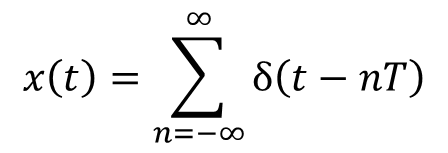 x(t) = ∑_{n=-∞}^{∞} δ(t − nT)